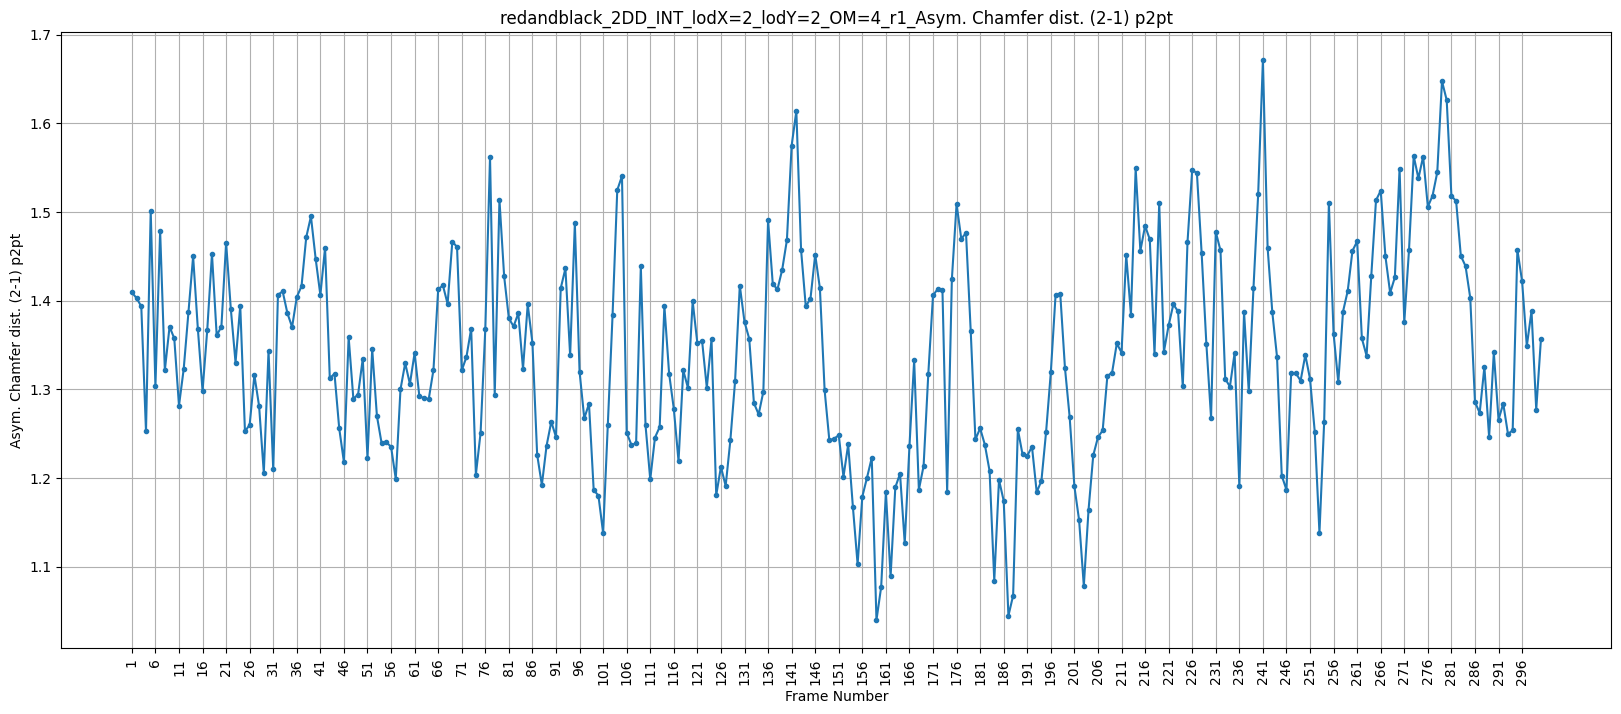 redandblack_2DD_INT_lodX=2_lodY=2_OM=4_r1_Asym. Chamfer dist. (2-1) p2pt
Asym. Chamfer dist. (2-1) p2pt
1.7
1.6
1.5
1.4
1.3
1.2
1.1
1 6 11 16 21 26 31 36 41 46 51 56 61 66 71 76 81 86 91 96 101 106 111 116 121 126 131 136 141 146 151 156 161 166 171 176 181 186 191 196 201 206 211 216 221 226 231 236 241 246 251 256 261 266 271 276 281 286 291 296
Frame Number